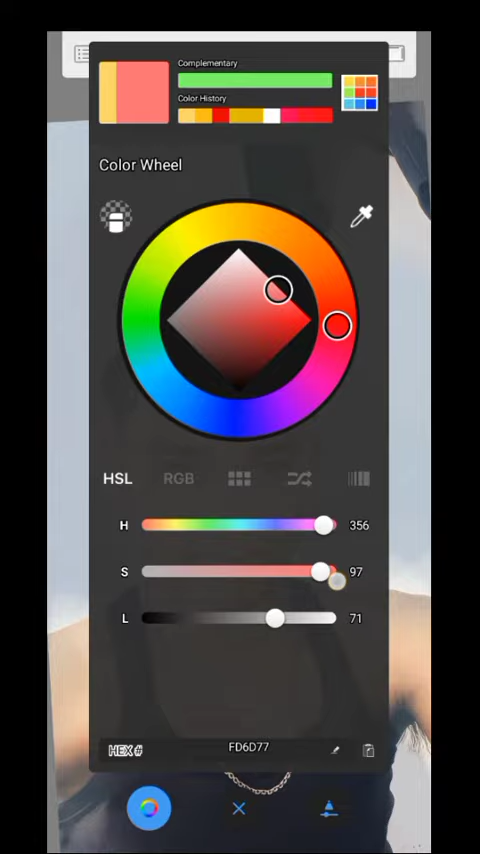 Complementary
Color History
Color Wheel
HSL RGB
H 356
S 97
L 71
HEX# FD6D77